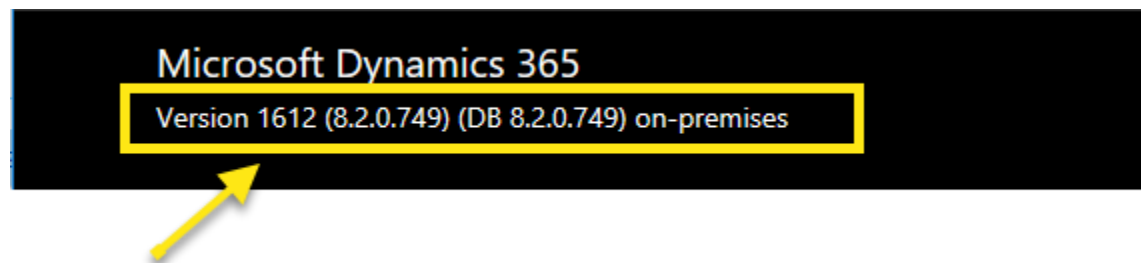 Microsoft Dynamics 365
Version 1612 (8.2.0.749) (DB 8.2.0.749) on-premises